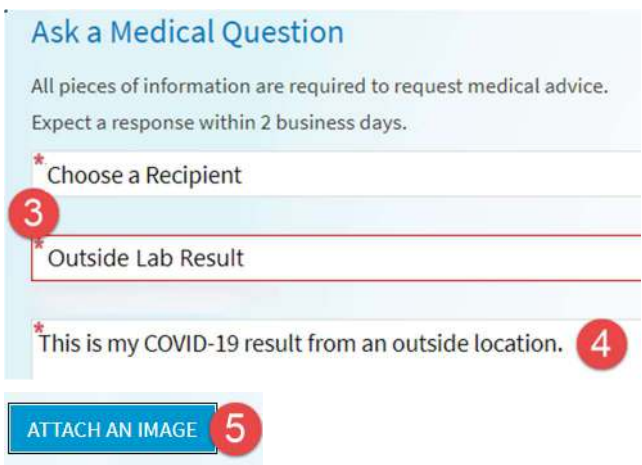 Ask a Medical Question
All pieces of information are required to request medical advice.
Expect a response within 2 business days.
* Choose a Recipient
3
* Outside Lab Result
* This is my COVID-19 result from an outside location. 4
ATTACH AN IMAGE 5